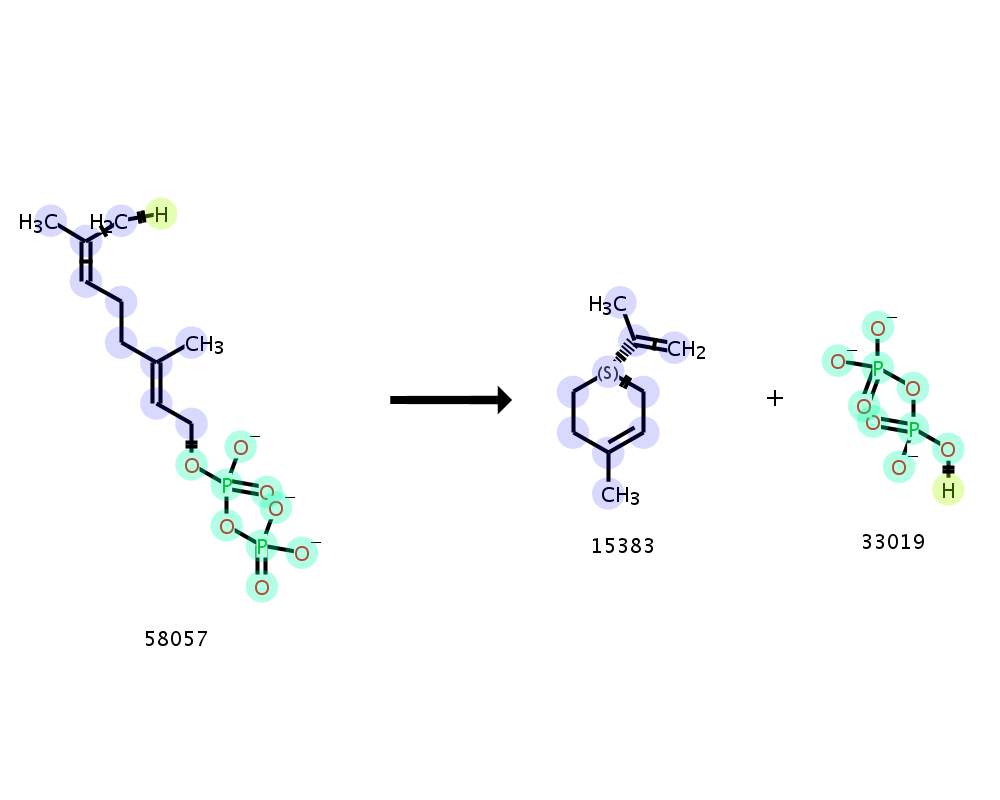 H₃C H₂C H
CH₃
O O⁻
P O
O O⁻
P O⁻
O
58057
H₃C
CH₂
(S)
CH₃
15383
+
O⁻
O⁻ P
O O
O P
O⁻ O
H
33019